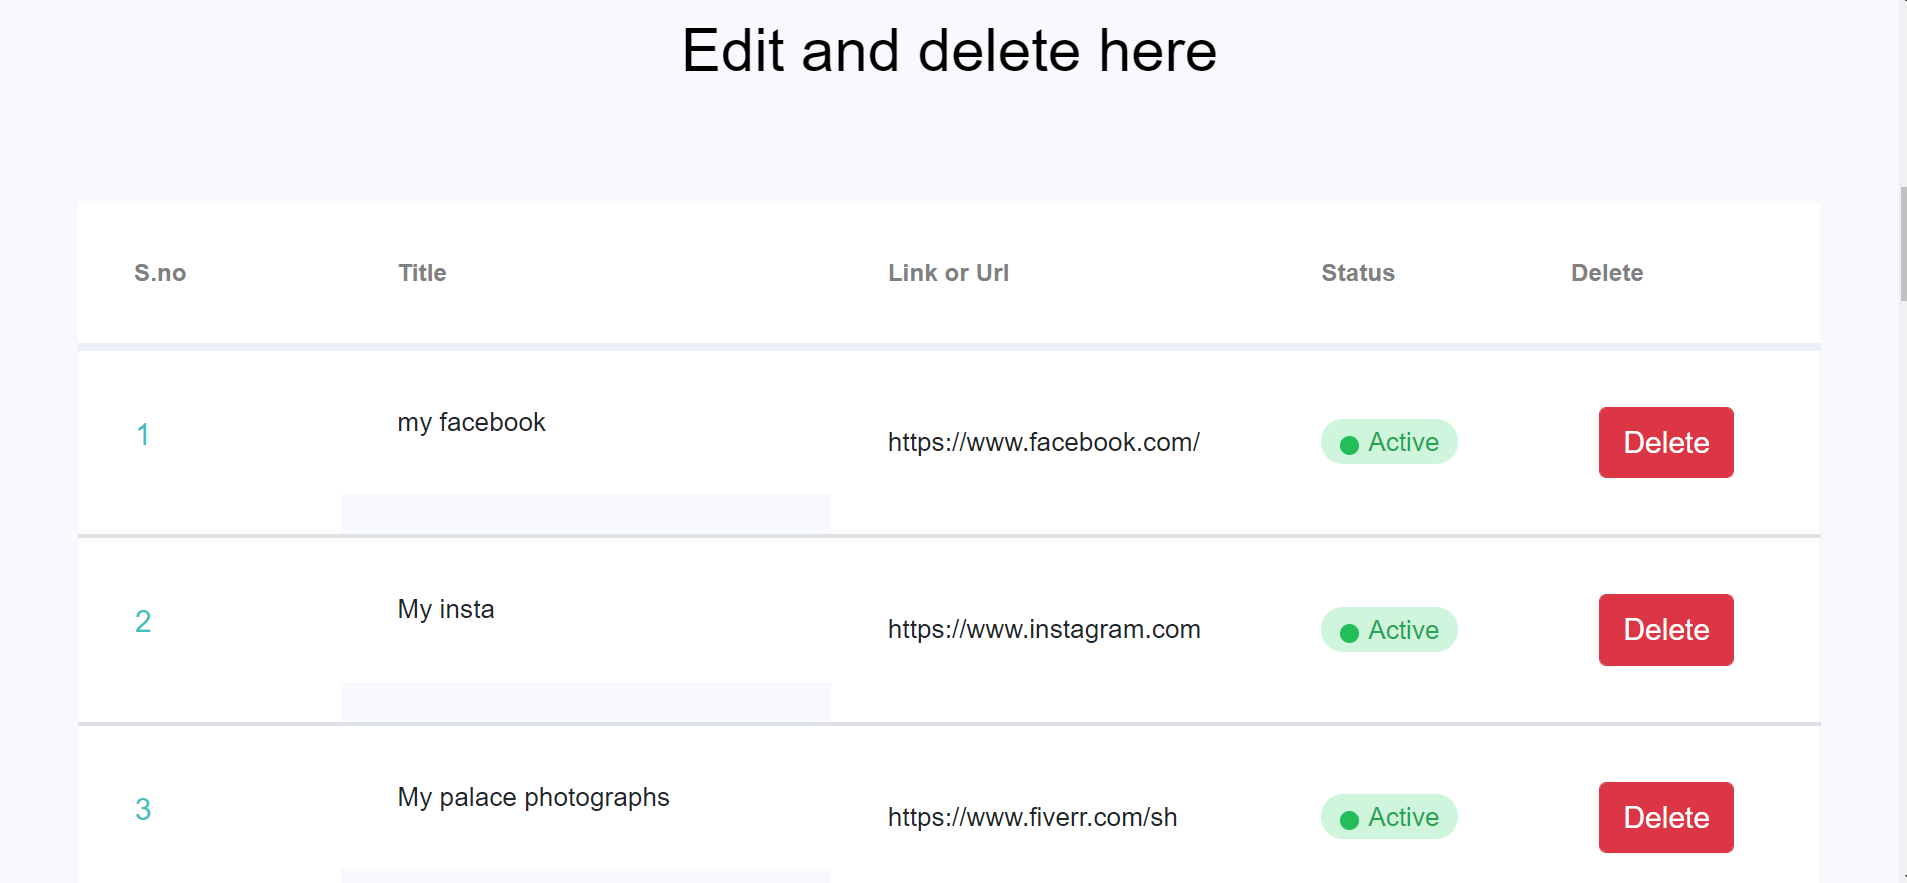 Edit and delete here
S.no Title Link or Url Status Delete
1 my facebook https://www.facebook.com/ Active Delete
2 My insta https://www.instagram.com Active Delete
3 My palace photographs https://www.fiverr.com/sh Active Delete